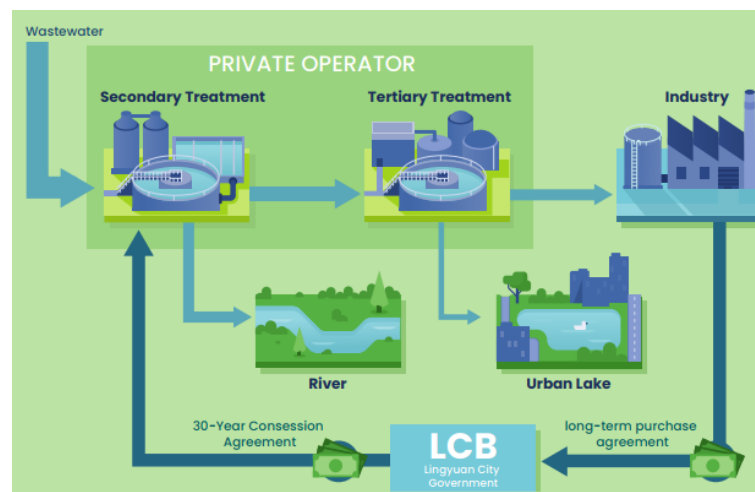 Wastewater
PRIVATE OPERATOR
Secondary Treatment
Tertiary Treatment
Industry
River
Urban Lake
30-Year Consession
Agreement
LCB
Lingyuan City
Government
long-term purchase
agreement